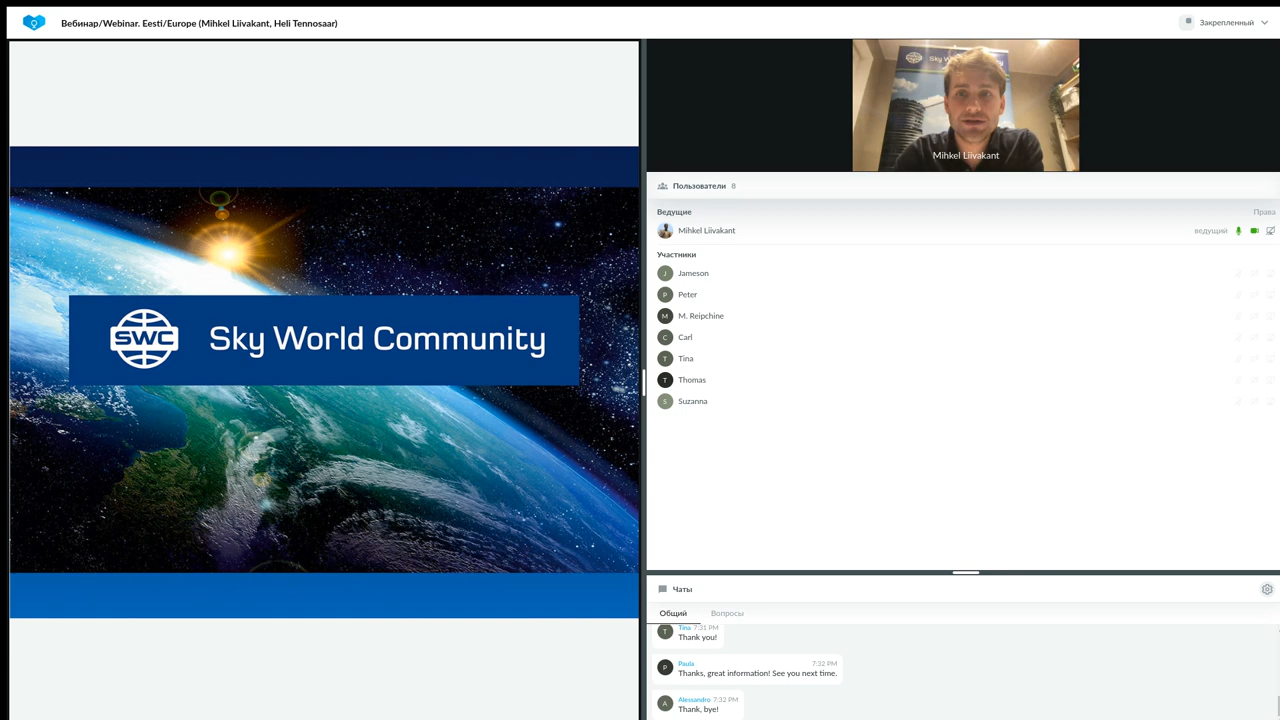 Вебинар/Webinar. Eesti/Europe (Mihkel Liivakant, Heli Tennosaar)
Закрепленный
SWC Sky World Community
Mihkel Liivakant
Пользователи 8
Ведущие Права
Mihkel Liivakant ведущий
Участники
J Jameson
P Peter
M M. Reipchine
C Carl
T Tina
T Thomas
S Suzanna
Чаты
Общий Вопросы
T Tina 7:31 PM
Thank you!
P Paula 7:32 PM
Thanks, great information! See you next time.
A Alessandro 7:32 PM
Thank, bye!